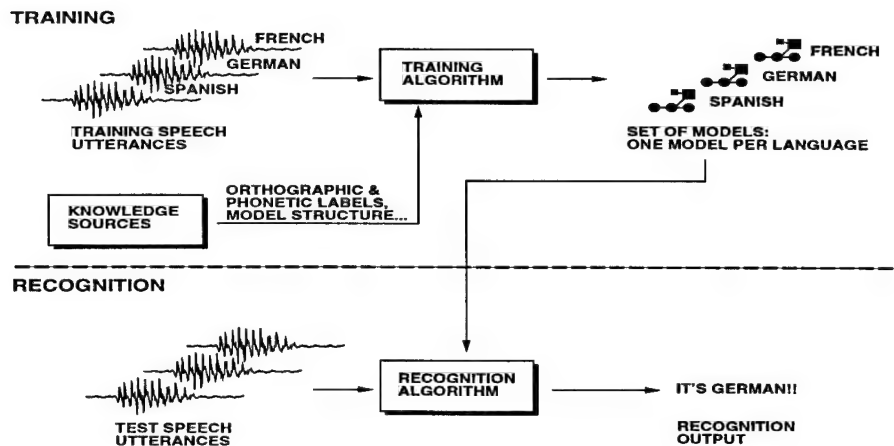 TRAINING
FRENCH
GERMAN
SPANISH
TRAINING SPEECH
UTTERANCES
TRAINING
ALGORITHM
FRENCH
GERMAN
SPANISH
SET OF MODELS:
ONE MODEL PER LANGUAGE
KNOWLEDGE
SOURCES
ORTHOGRAPHIC &
PHONETIC LABELS,
MODEL STRUCTURE...
RECOGNITION
TEST SPEECH
UTTERANCES
RECOGNITION
ALGORITHM
IT'S GERMAN!!
RECOGNITION
OUTPUT